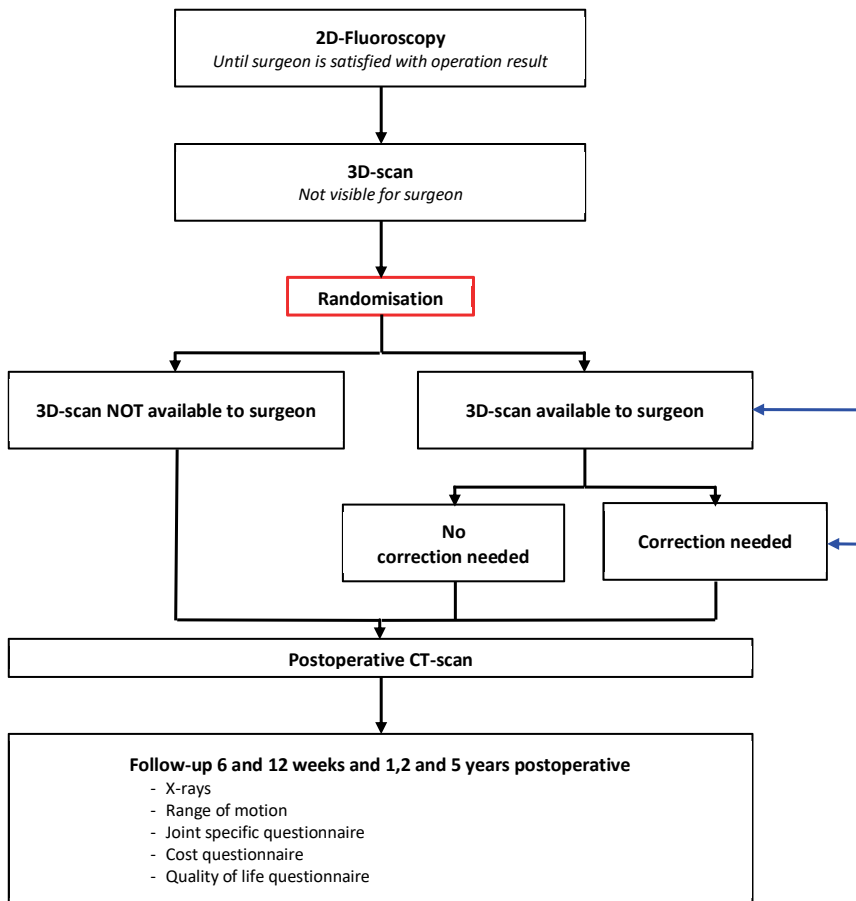 2D-Fluoroscopy
Until surgeon is satisfied with operation result
3D-scan
Not visible for surgeon
Randomisation
3D-scan NOT available to surgeon
3D-scan available to surgeon
No
correction needed
Correction needed
Postoperative CT-scan
Follow-up 6 and 12 weeks and 1,2 and 5 years postoperative
- X-rays
- Range of motion
- Joint specific questionnaire
- Cost questionnaire
- Quality of life questionnaire